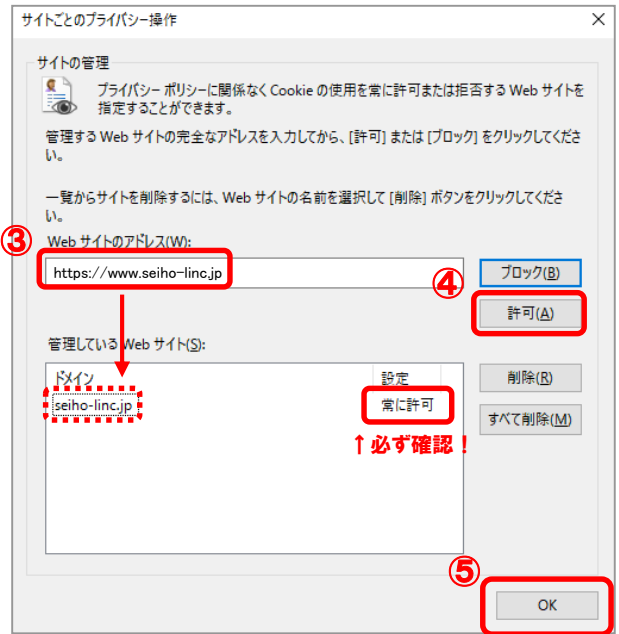 サイトごとのプライバシー操作
サイトの管理
プライバシー ポリシーに関係なく Cookie の使用を常に許可または拒否する Web サイトを
指定することができます。
管理する Web サイトの完全なアドレスを入力してから、[許可] または [ブロック] をクリックしてくださ
い。
一覧からサイトを削除するには、Web サイトの名前を選択して [削除] ボタンをクリックしてくださ
い。
③
Web サイトのアドレス(W):
https://www.seiho-linc.jp
④
ブロック(B)
許可(A)
管理している Web サイト(S):
ドメイン 設定
seiho-linc.jp 常に許可
↑必ず確認！
削除(R)
すべて削除(M)
⑤
OK